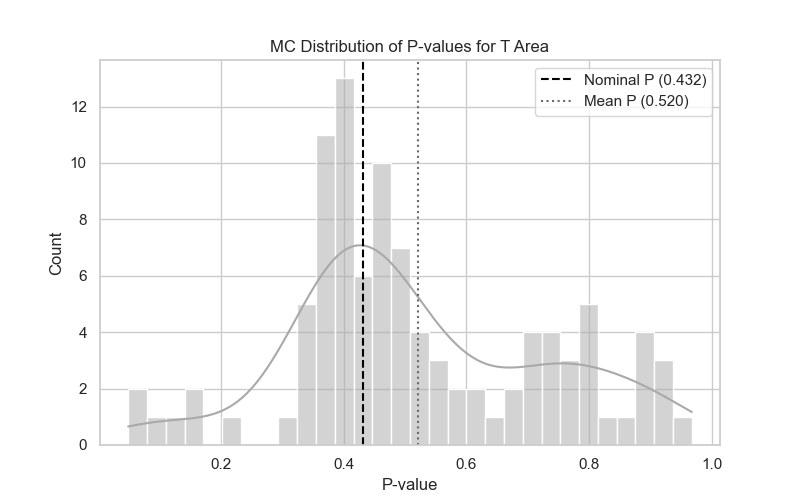 MC Distribution of P-values for T Area
Nominal P (0.432)
Mean P (0.520)
12
10
8
6
4
2
0
Count
0.2 0.4 0.6 0.8 1.0
P-value